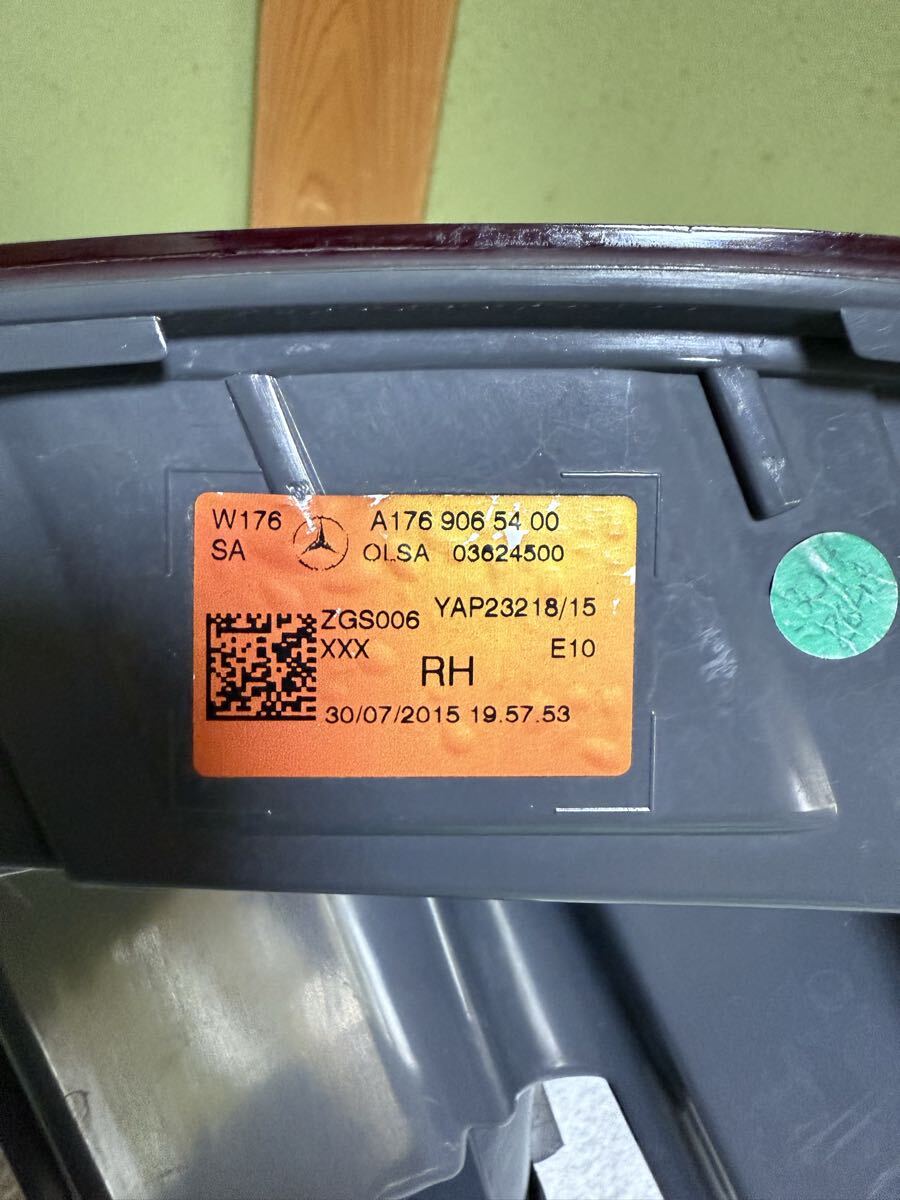 W176 A176 906 54 00
SA OLSA 03624500
ZGS006 YAP23218/15
XXX RH E10
30/07/2015 19.57.53